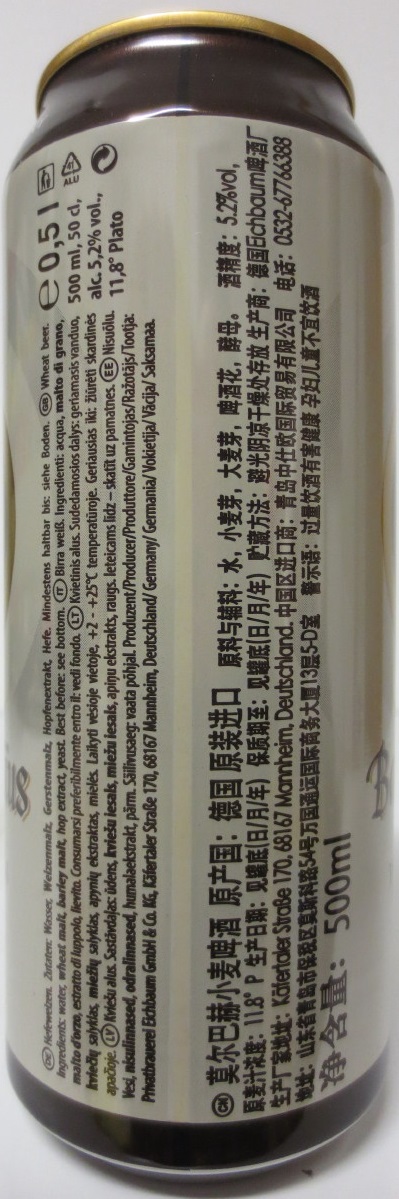 DE Hefeweizen. Zutaten: Wasser, Weizenmalz, Gerstenmalz, Hopfenextrakt, Hefe. Mindestens haltbar bis: siehe Boden. GB Wheat beer.
Ingredients: water, wheat malt, barley malt, hop extract, yeast. Best before: see bottom. IT Birra weiß. Ingredienti: acqua, malto di grano,
malto d'orzo, estratto di luppolo, lievito. Consumarsi preferibilmente entro il: vedi fondo. LT Kvietinis alus. Sudedamosios dalys: geriamasis vanduo,
kviečių salyklas, miežių salyklas, apynių ekstraktas, mielės. Laikyti vėsioje vietoje, +2 - +25°C temperatūroje. Geriausias iki: žiūrėti skardinės
apačioje. LV Kviešu alus. Sastāvdaļas: ūdens, kviešu iesals, miežu iesals, apiņu ekstrakts, raugs. Ieteicams līdz – skatīt uz pamatnes. EE Nisuõlu.
Vesi, nisulinnased, odralinnased, humalaekstrakt, pärm. Säilivusaeg: vaata põhjal. Produzent/Producer/Produttore/Gamintojas/Ražotājs/Tootja:
Privatbrauerei Eichbaum GmbH & Co. KG, Käfertaler Straße 170, 68167 Mannheim, Deutschland/ Germany/ Germania/ Vokietija/ Vācija/ Saksamaa.
e 0,5 l
500 ml, 50 cl,
alc. 5,2% vol.,
11,8° Plato
41
ALU
CN 莫尔巴赫小麦啤酒 原产国：德国 原装进口 原料与辅料：水，小麦芽，大麦芽，啤酒花，酵母。 酒精度：5.2%vol,
原麦汁浓度：11.8° P 生产日期：见罐底(日/月/年) 保质期至：见罐底(日/月/年) 贮藏方法：避光阴凉干燥处存放 生产商：德国Eichbaum啤酒厂
生产厂家地址：Käfertaler Straße 170, 68167 Mannheim, Deutschland. 中国区进口商：青岛中仕欧国际贸易有限公司 电话：0532-67766388
地址：山东省青岛市保税区莫斯科路54号万国通运国际商务大厦13层5-D室 警示语：过量饮酒有害健康 孕妇儿童不宜饮酒
净含量：500ml